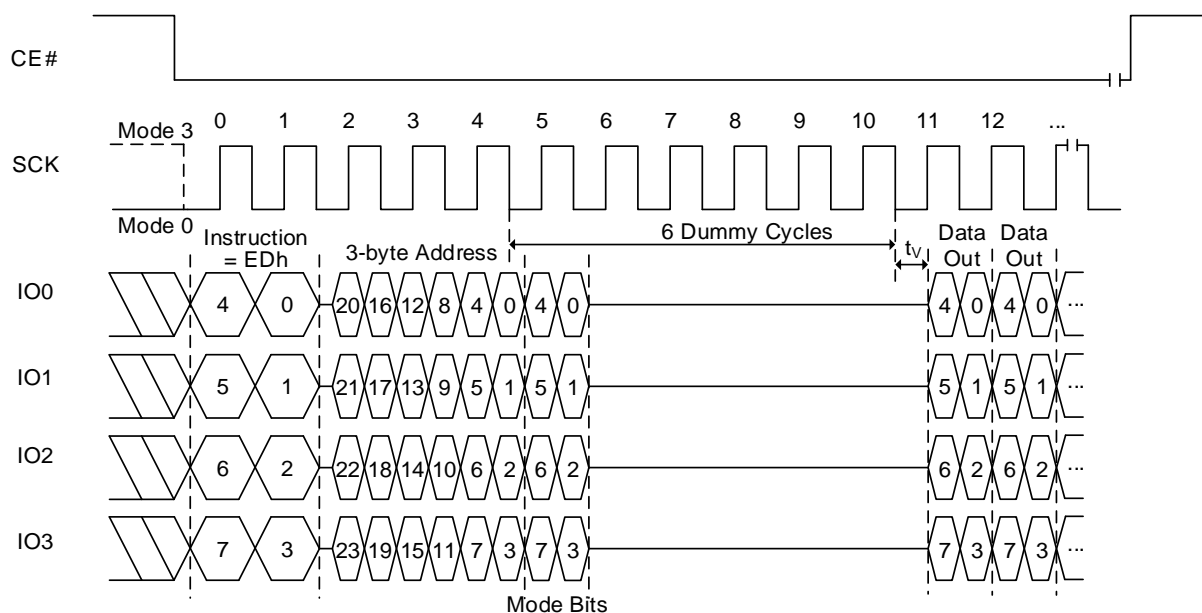 CE#
0 1 2 3 4 5 6 7 8 9 10 11 12 ...
Mode 3
SCK
Mode 0
Instruction
= EDh
3-byte Address
6 Dummy Cycles
tV
Data
Out
Data
Out
IO0 4 0 20 16 12 8 4 0 4 0 4 0 4 0 ...
IO1 5 1 21 17 13 9 5 1 5 1 5 1 5 1 ...
IO2 6 2 22 18 14 10 6 2 6 2 6 2 6 2 ...
IO3 7 3 23 19 15 11 7 3 7 3 7 3 7 3 ...
Mode Bits